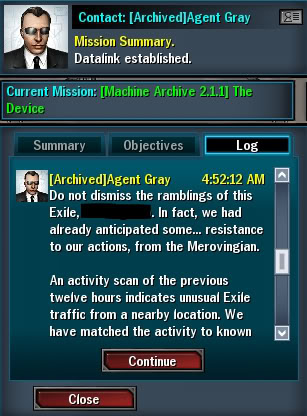 Contact: [Archived]Agent Gray
Mission Summary.
Datalink established.
Current Mission: [Machine Archive 2.1.1] The
Device
Summary
Objectives
Log
[Archived]Agent Gray 4:52:12 AM
Do not dismiss the ramblings of this
Exile, . In fact, we had
already anticipated some... resistance
to our actions, from the Merovingian.
An activity scan of the previous
twelve hours indicates unusual Exile
traffic from a nearby location. We
have matched the activity to known
Continue
Close